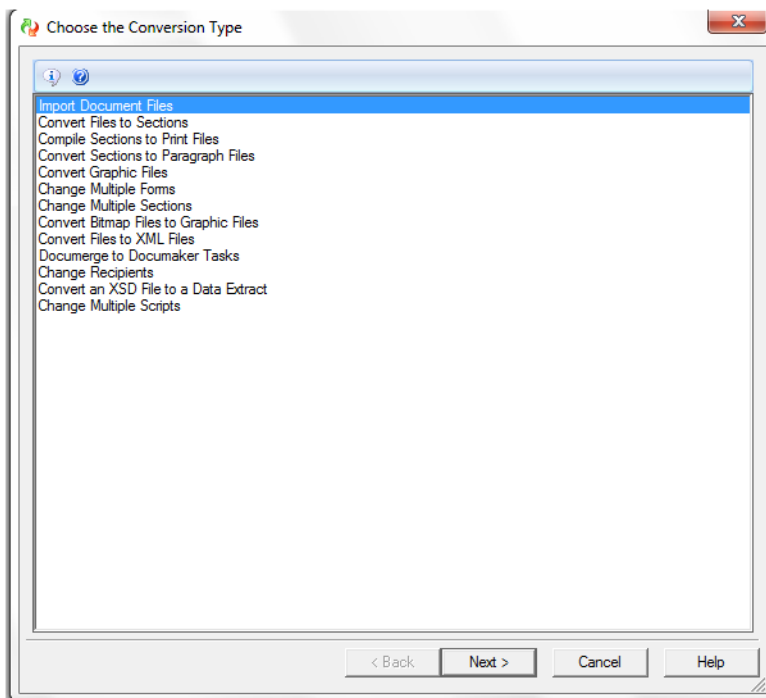 Choose the Conversion Type
Import Document Files
Convert Files to Sections
Compile Sections to Print Files
Convert Sections to Paragraph Files
Convert Graphic Files
Change Multiple Forms
Change Multiple Sections
Convert Bitmap Files to Graphic Files
Convert Files to XML Files
Documerge to Documaker Tasks
Change Recipients
Convert an XSD File to a Data Extract
Change Multiple Scripts
< Back Next > Cancel Help